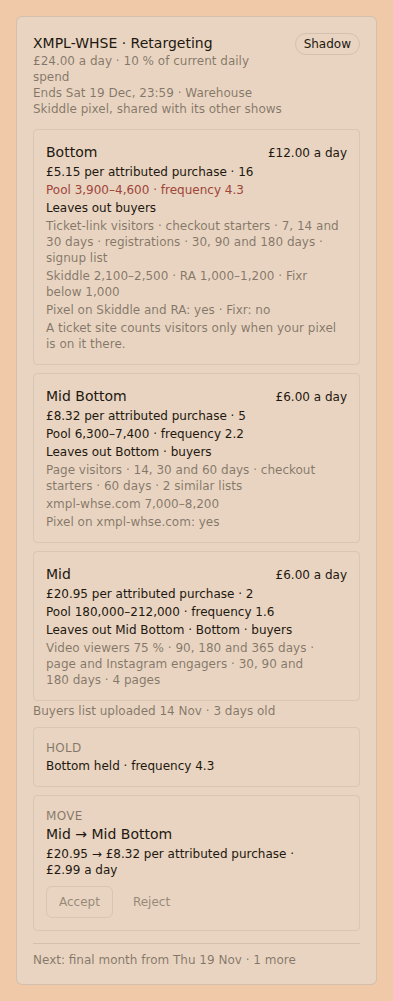 XMPL-WHSE · Retargeting
Shadow
£24.00 a day · 10 % of current daily
spend
Ends Sat 19 Dec, 23:59 · Warehouse
Skiddle pixel, shared with its other shows
Bottom
£12.00 a day
£5.15 per attributed purchase · 16
Pool 3,900–4,600 · frequency 4.3
Leaves out buyers
Ticket-link visitors · checkout starters · 7, 14 and
30 days · registrations · 30, 90 and 180 days ·
signup list
Skiddle 2,100–2,500 · RA 1,000–1,200 · Fixr
below 1,000
Pixel on Skiddle and RA: yes · Fixr: no
A ticket site counts visitors only when your pixel
is on it there.
Mid Bottom
£6.00 a day
£8.32 per attributed purchase · 5
Pool 6,300–7,400 · frequency 2.2
Leaves out Bottom · buyers
Page visitors · 14, 30 and 60 days · checkout
starters · 60 days · 2 similar lists
xmpl-whse.com 7,000–8,200
Pixel on xmpl-whse.com: yes
Mid
£6.00 a day
£20.95 per attributed purchase · 2
Pool 180,000–212,000 · frequency 1.6
Leaves out Mid Bottom · Bottom · buyers
Video viewers 75 % · 90, 180 and 365 days ·
page and Instagram engagers · 30, 90 and
180 days · 4 pages
Buyers list uploaded 14 Nov · 3 days old
HOLD
Bottom held · frequency 4.3
MOVE
Mid → Mid Bottom
£20.95 → £8.32 per attributed purchase ·
£2.99 a day
Accept
Reject
Next: final month from Thu 19 Nov · 1 more